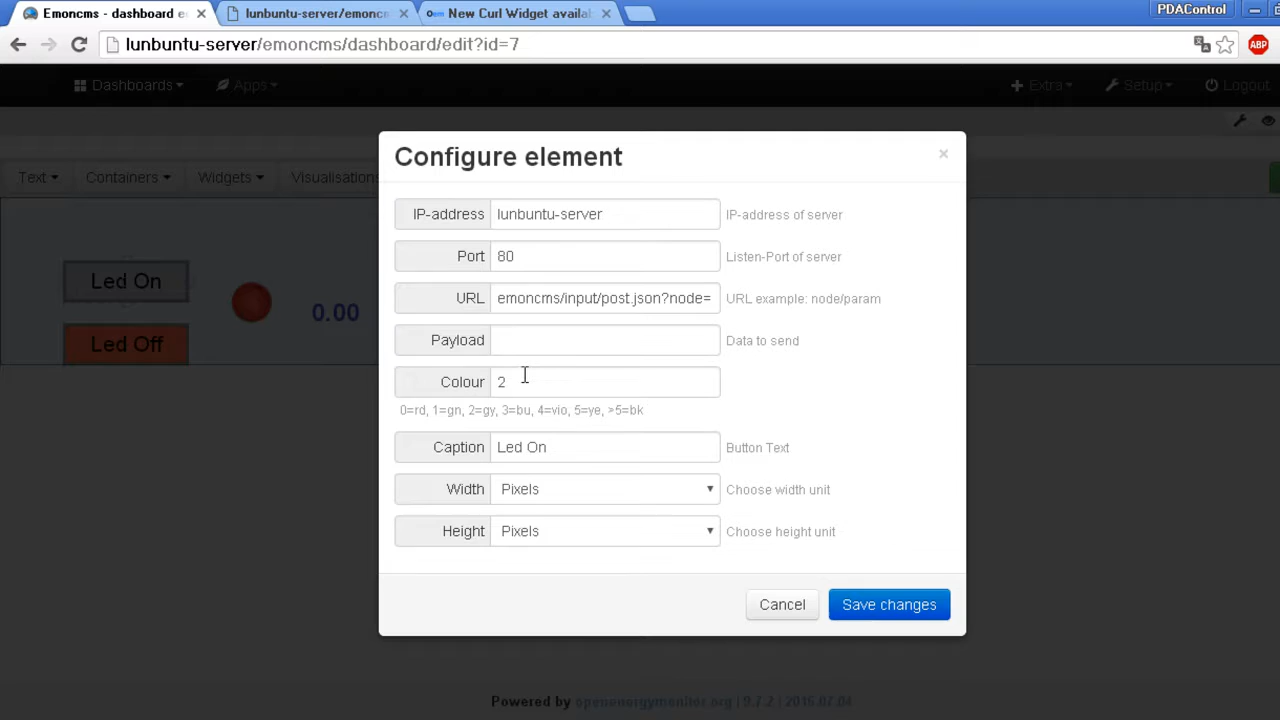 PDAControl
Emoncms - dashboard e
lunbuntu-server/emoncm
New Curl Widget availab
lunbuntu-server/emoncms/dashboard/edit?id=7
ABP
Dashboards
Apps
Extra
Setup
Logout
Configure element
×
Text
Containers
Widgets
Visualisations
IP-address
lunbuntu-server
IP-address of server
Port
80
Listen-Port of server
URL
emoncms/input/post.json?node=
URL example: node/param
Payload
Data to send
Colour
2
0=rd, 1=gn, 2=gy, 3=bu, 4=vio, 5=ye, >5=bk
Caption
Led On
Button Text
Width
Pixels
Choose width unit
Height
Pixels
Choose height unit
Cancel
Save changes
Led On
0.00
Led Off
Powered by openenergymonitor.org | 9.7.2 | 2016.07.04